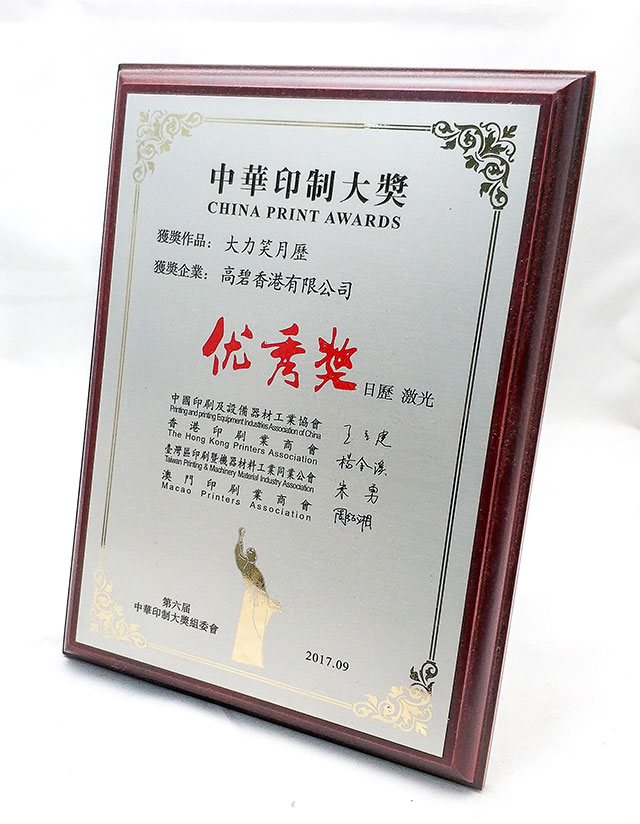 中華印制大獎
CHINA PRINT AWARDS
獲獎作品：大力笑月歷
獲獎企業：高碧香港有限公司
优秀奖 日歷 激光
中國印刷及設備器材工業協會
Printing and printing Equipment Industries Association of China
香港印刷業商會
The Hong Kong Printers Association
臺灣區印刷暨機器材料工業同業公會
Taiwan Printing & Machinery Material Industry Association
澳門印刷業商會
Macao Printers Association
楊金溪
朱勇
第六届
中華印制大獎組委會
2017.09